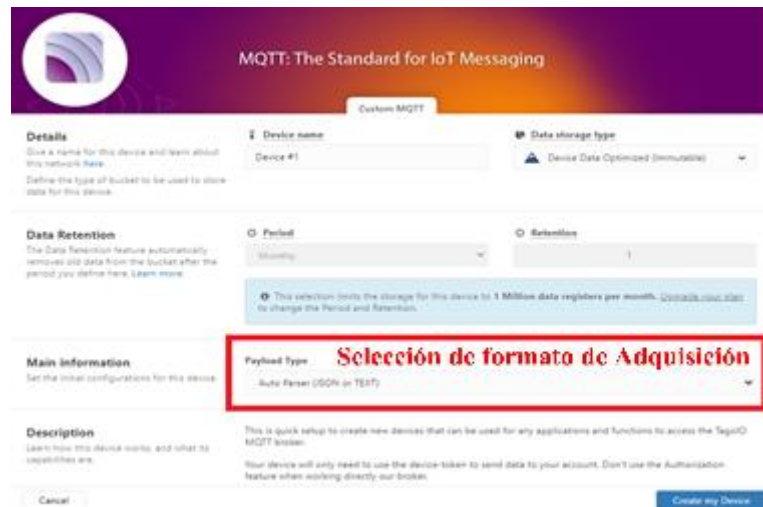 MQTT: The Standard for IoT Messaging
Custom MQTT
Details
Give a name for this device and learn about
this network here
Define the type of bucket to be used to store
data for this device.
Device name
Device #1
Data storage type
Device Data Optimized (Immutable)
Data Retention
The Data Retention feature automatically
removes old data from the bucket after the
period you define here. Learn more
Period
Monthly
Retention
1
This selection limits the storage for this device to 1 Million data registers per month. Upgrade your plan
to change the Period and Retention.
Main information
Set the initial configurations for this device.
Payload Type
Selección de formato de Adquisición
Auto Parser (JSON or TEXT)
Description
Learn how this device works, and what its
capabilities are.
This is quick setup to create new devices that can be used for any applications and functions to access the TagoIO
MQTT broker.
Your device will only need to use the device-token to send data to your account. Don't use the Authorization
feature when working directly our broker.
Cancel
Create my Device